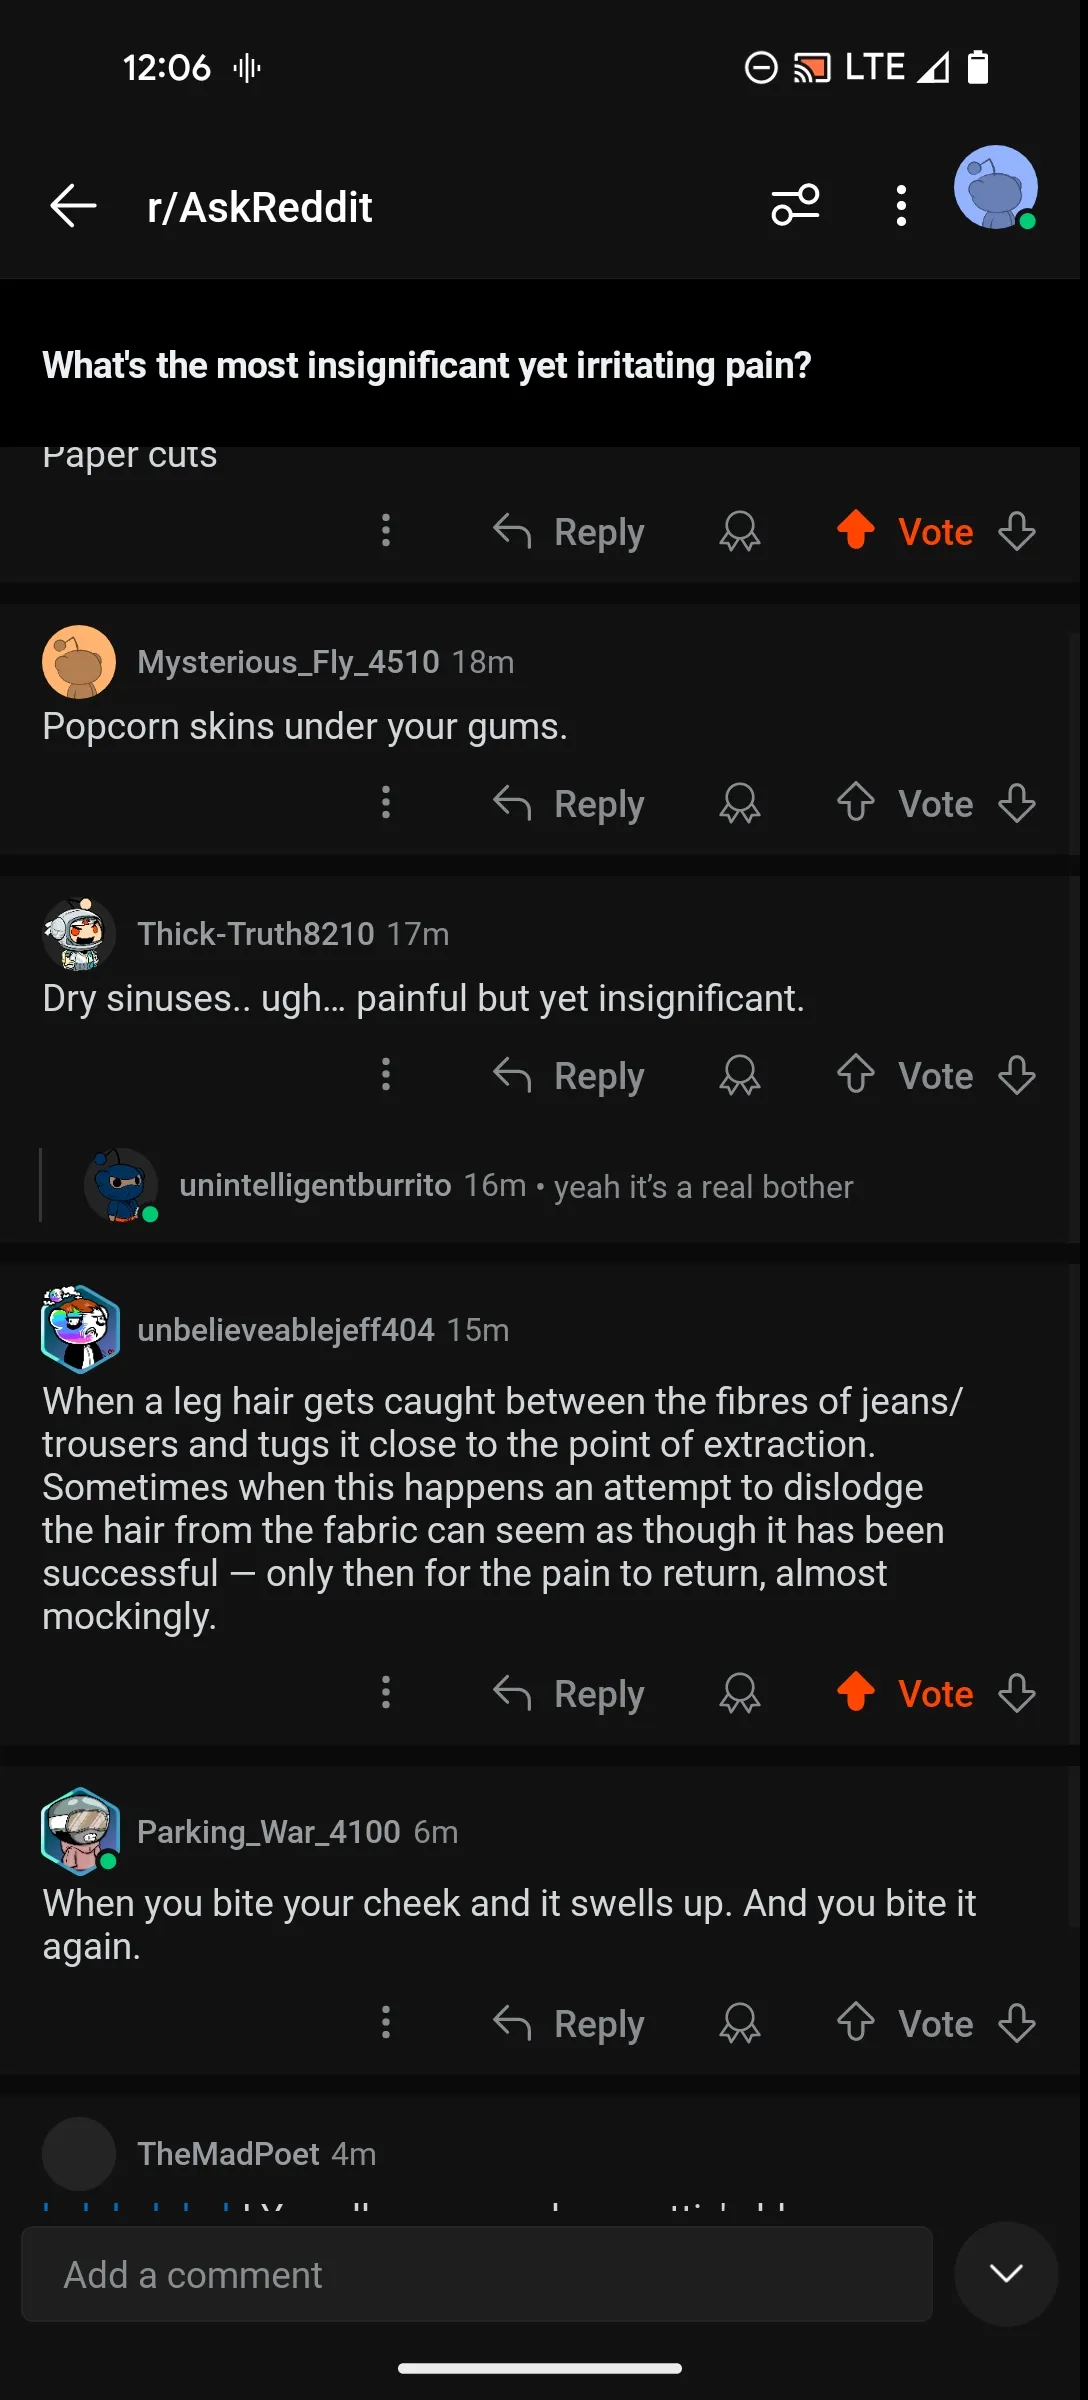 12:06
LTE
r/AskReddit
What's the most insignificant yet irritating pain?
Paper cuts
Reply
Vote
Mysterious_Fly_4510 18m
Popcorn skins under your gums.
Reply
Vote
Thick-Truth8210 17m
Dry sinuses.. ugh... painful but yet insignificant.
Reply
Vote
unintelligentburrito 16m • yeah it's a real bother
unbelieveablejeff404 15m
When a leg hair gets caught between the fibres of jeans/
trousers and tugs it close to the point of extraction.
Sometimes when this happens an attempt to dislodge
the hair from the fabric can seem as though it has been
successful — only then for the pain to return, almost
mockingly.
Reply
Vote
Parking_War_4100 6m
When you bite your cheek and it swells up. And you bite it
again.
Reply
Vote
TheMadPoet 4m
Add a comment